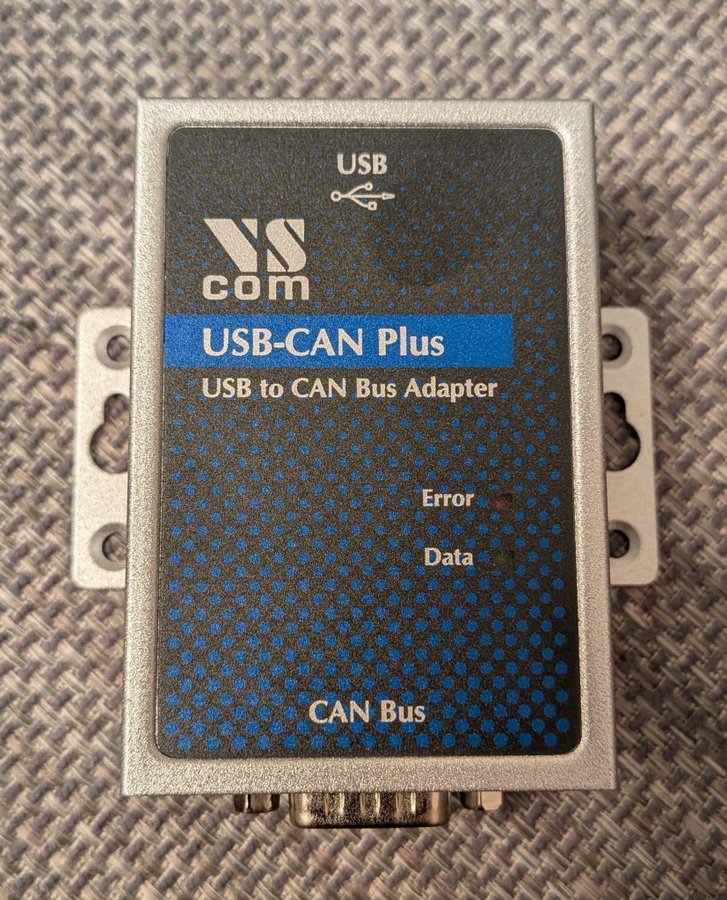 USB
VS
com
USB-CAN Plus
USB to CAN Bus Adapter
Error
Data
CAN Bus